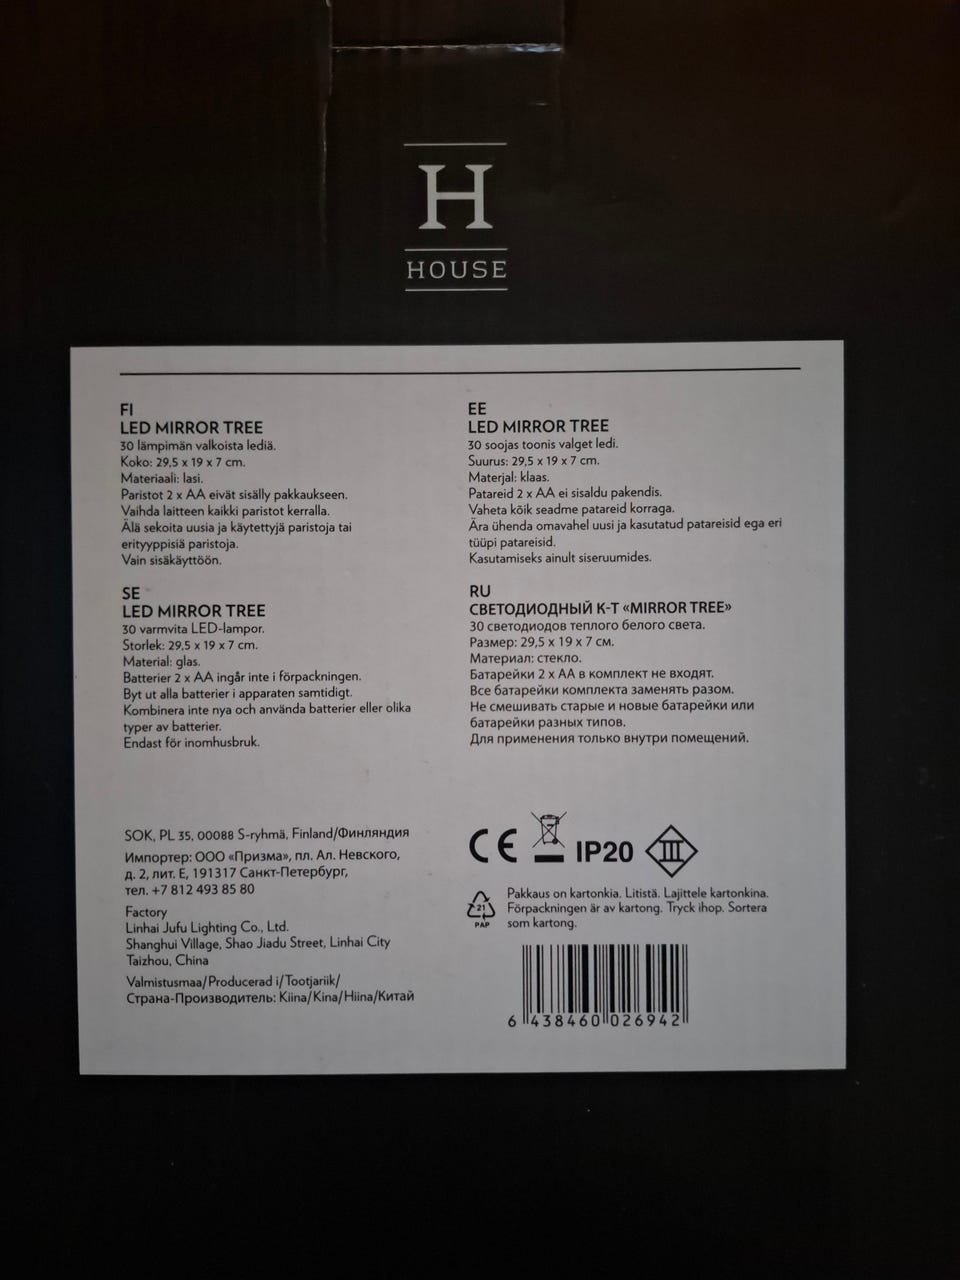 H
HOUSE
FI
LED MIRROR TREE
30 lämpimän valkoista lediä.
Koko: 29,5 x 19 x 7 cm.
Materiaali: lasi.
Paristot 2 x AA eivät sisälly pakkaukseen.
Vaihda laitteen kaikki paristot kerralla.
Älä sekoita uusia ja käytettyjä paristoja tai
erityyppisiä paristoja.
Vain sisäkäyttöön.
EE
LED MIRROR TREE
30 soojas toonis valget ledi.
Suurus: 29,5 x 19 x 7 cm.
Materjal: klaas.
Patareid 2 x AA ei sisaldu pakendis.
Vaheta kõik seadme patareid korraga.
Ära ühenda omavahel uusi ja kasutatud patareisid ega eri
tüüpi patareisid.
Kasutamiseks ainult siseruumides.
SE
LED MIRROR TREE
30 varmvita LED-lampor.
Storlek: 29,5 x 19 x 7 cm.
Material: glas.
Batterier 2 x AA ingår inte i förpackningen.
Byt ut alla batterier i apparaten samtidigt.
Kombinera inte nya och använda batterier eller olika
typer av batterier.
Endast för inomhusbruk.
RU
СВЕТОДИОДНЫЙ К-Т «MIRROR TREE»
30 светодиодов теплого белого света.
Размер: 29,5 x 19 x 7 см.
Материал: стекло.
Батарейки 2 x AA в комплект не входят.
Все батарейки комплекта заменять разом.
Не смешивать старые и новые батарейки или
батарейки разных типов.
Для применения только внутри помещений.
SOK, PL 35, 00088 S-ryhmä, Finland/Финляндия
Импортер: ООО «Призма», пл. Ал. Невского,
д. 2, лит. Е, 191317 Санкт-Петербург,
тел. +7 812 493 85 80
Factory
Linhai Jufu Lighting Co., Ltd.
Shanghui Village, Shao Jiadu Street, Linhai City
Taizhou, China
Valmistusmaa/Producerad i/Tootjariik/
Страна-Производитель: Kiina/Kina/Hiina/Китай
CE IP20 III
21
PAP
Pakkaus on kartonkia. Litistä. Lajittele kartonkina.
Förpackningen är av kartong. Tryck ihop. Sortera
som kartong.
6 438460 026942